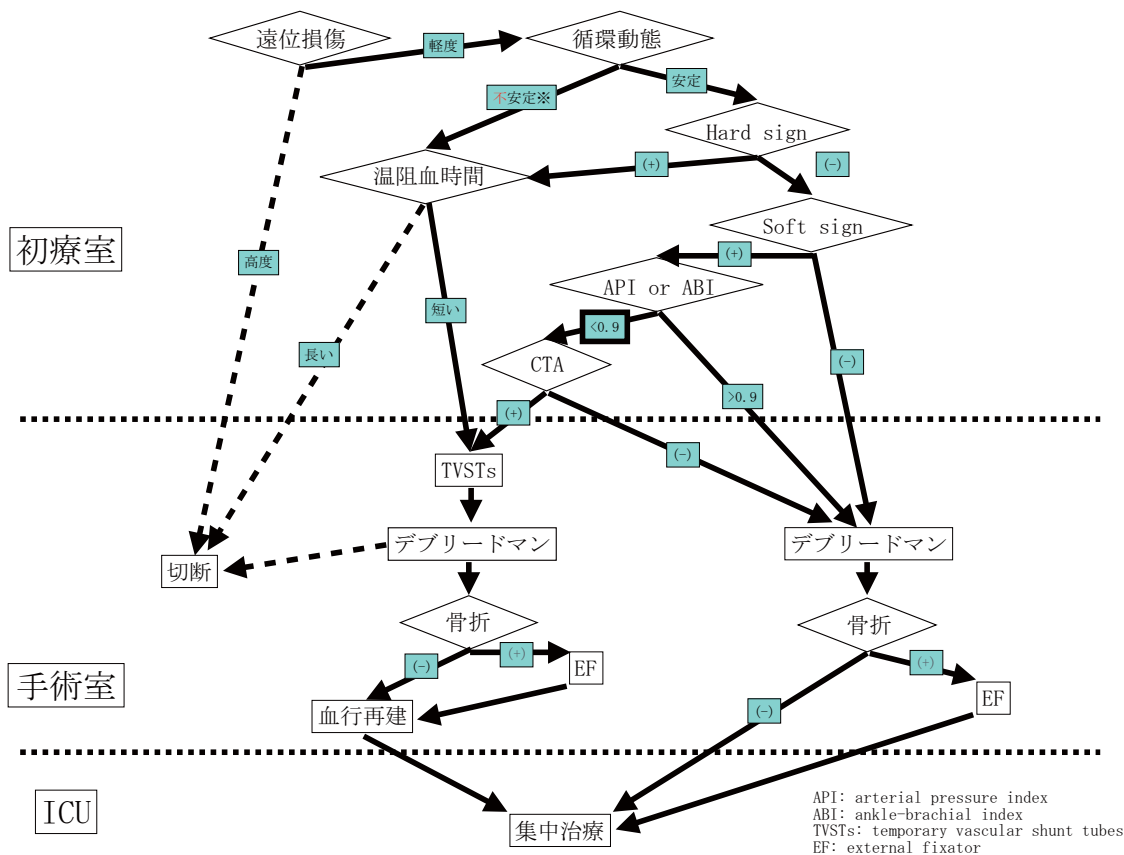 遠位損傷
軽度
循環動態
不安定※
安定
Hard sign
(+)
(-)
温阻血時間
Soft sign
初療室
高度
(+)
API or ABI
短い
<0.9
長い
CTA
(-)
>0.9
(+)
(-)
TVSTs
デブリードマン
デブリードマン
切断
骨折
骨折
(-)
(+)
(+)
EF
手術室
EF
血行再建
(-)
ICU
集中治療
API: arterial pressure index
ABI: ankle-brachial index
TVSTs: temporary vascular shunt tubes
EF: external fixator